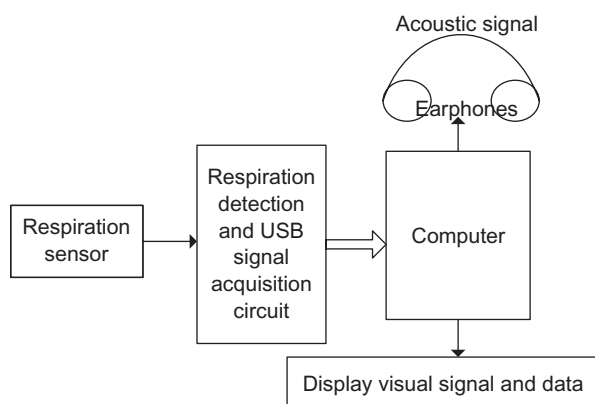 Acoustic signal
Earphones
Respiration
detection
and USB
signal
acquisition
circuit
Respiration
sensor
Computer
Display visual signal and data